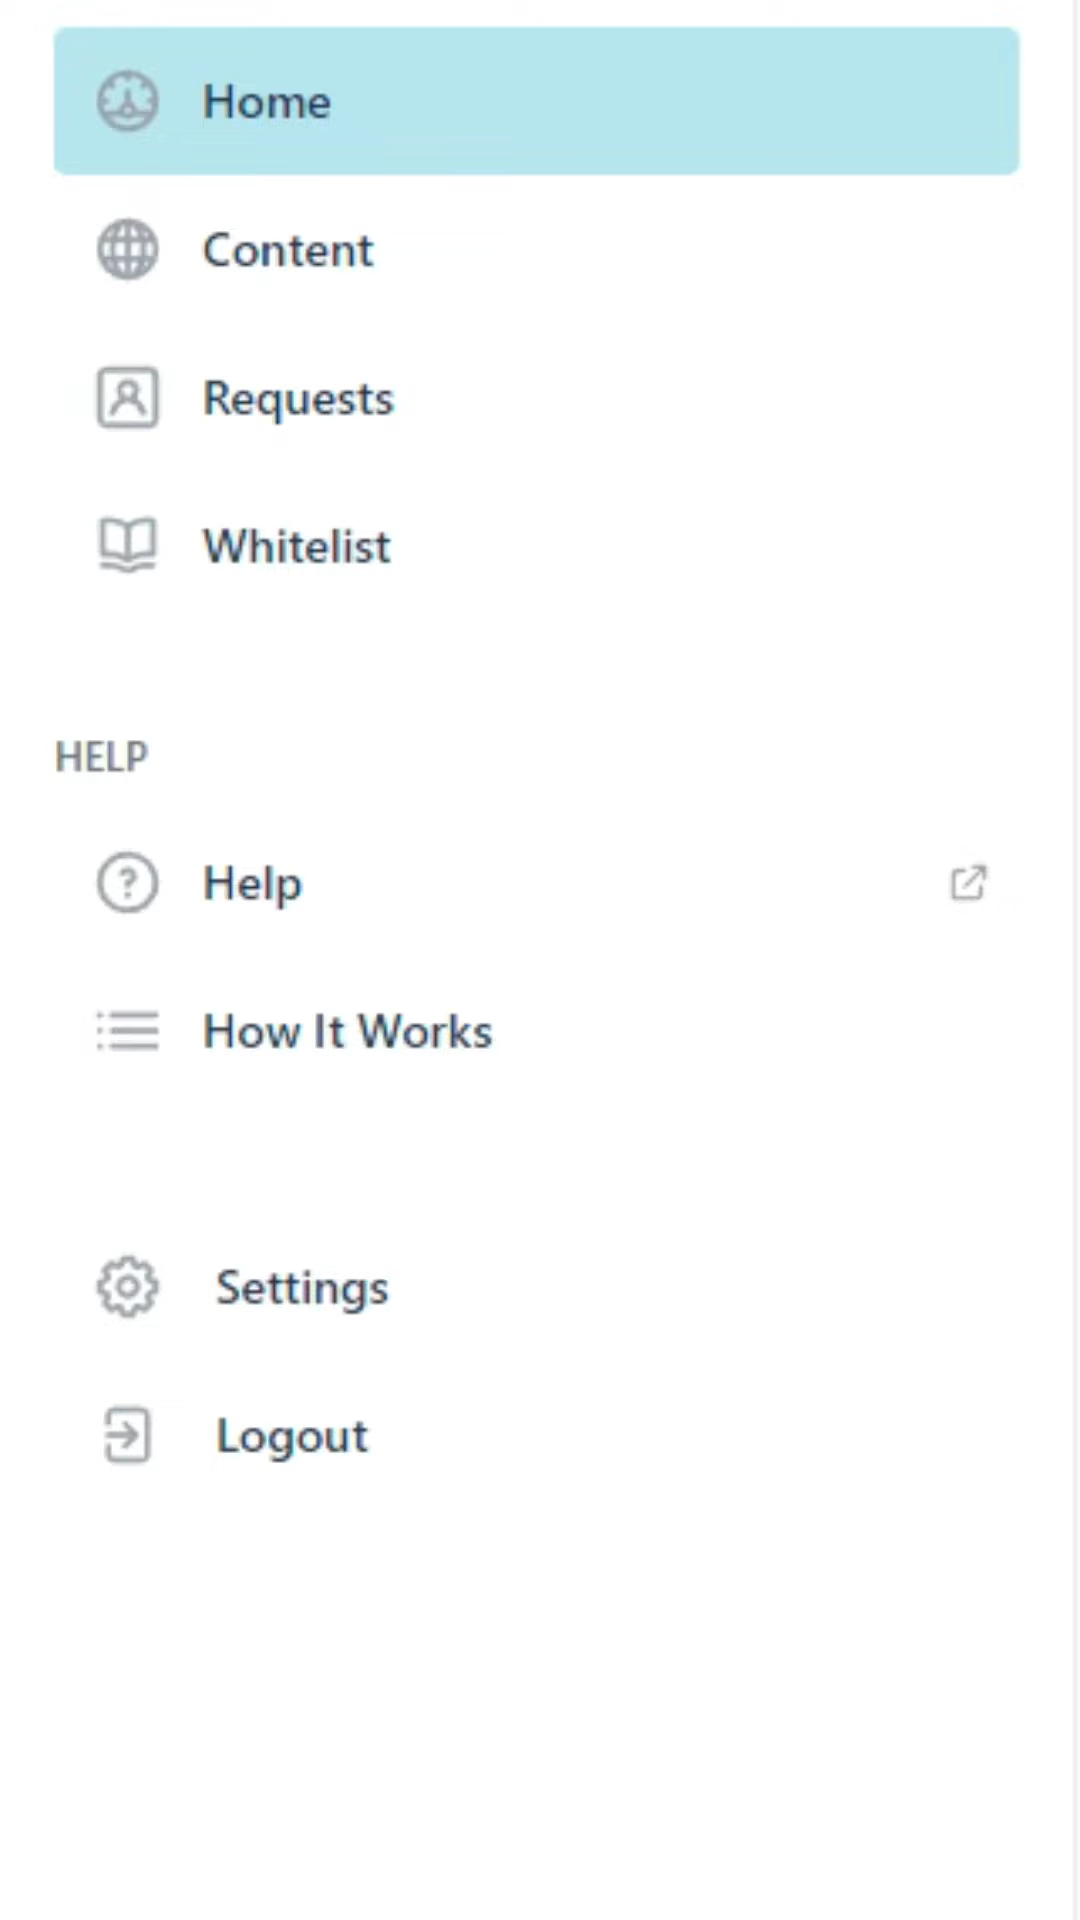 Home
Content
Requests
Whitelist
HELP
Help
How It Works
Settings
Logout